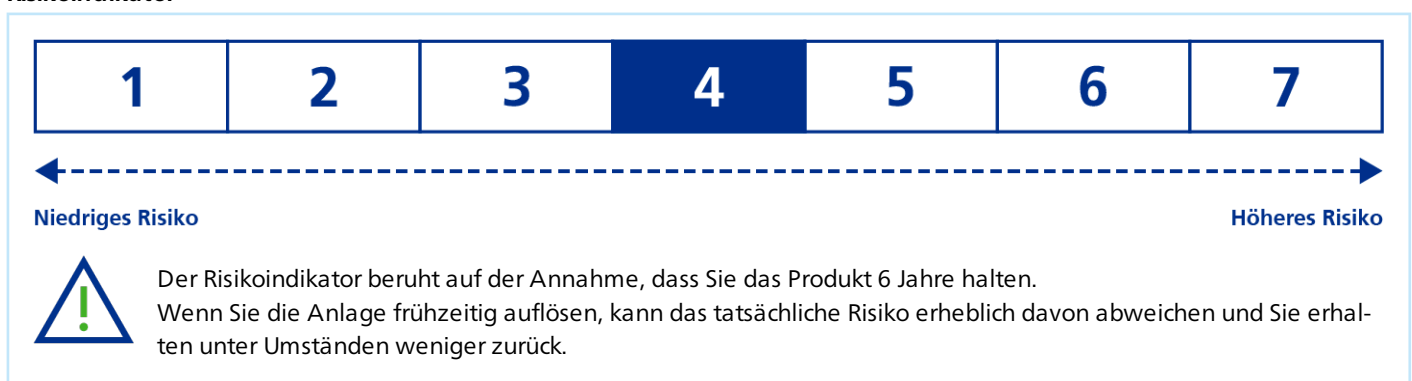 Risikoindikator
1 2 3 4 5 6 7
Niedriges Risiko Höheres Risiko
Der Risikoindikator beruht auf der Annahme, dass Sie das Produkt 6 Jahre halten.
Wenn Sie die Anlage frühzeitig auflösen, kann das tatsächliche Risiko erheblich davon abweichen und Sie erhal-
ten unter Umständen weniger zurück.